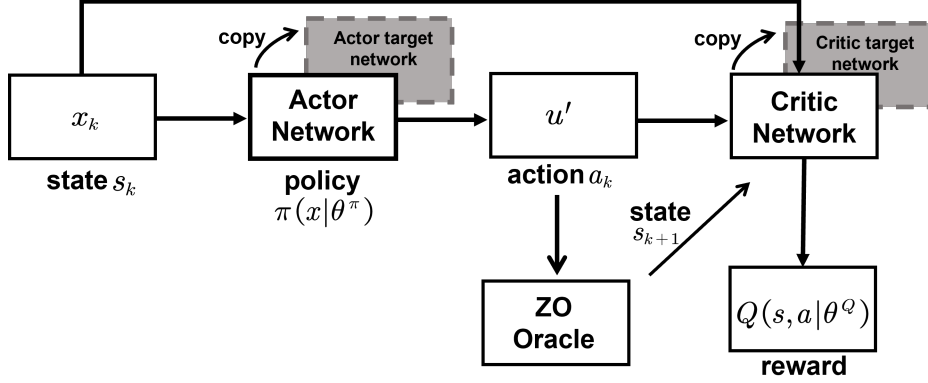 copy
Actor target
network
copy
Critic target
network
x_k
Actor
Network
u'
Critic
Network
state s_k
policy
π(x|θ^π)
action a_k
state
s_{k+1}
ZO
Oracle
Q(s,a|θ^Q)
reward